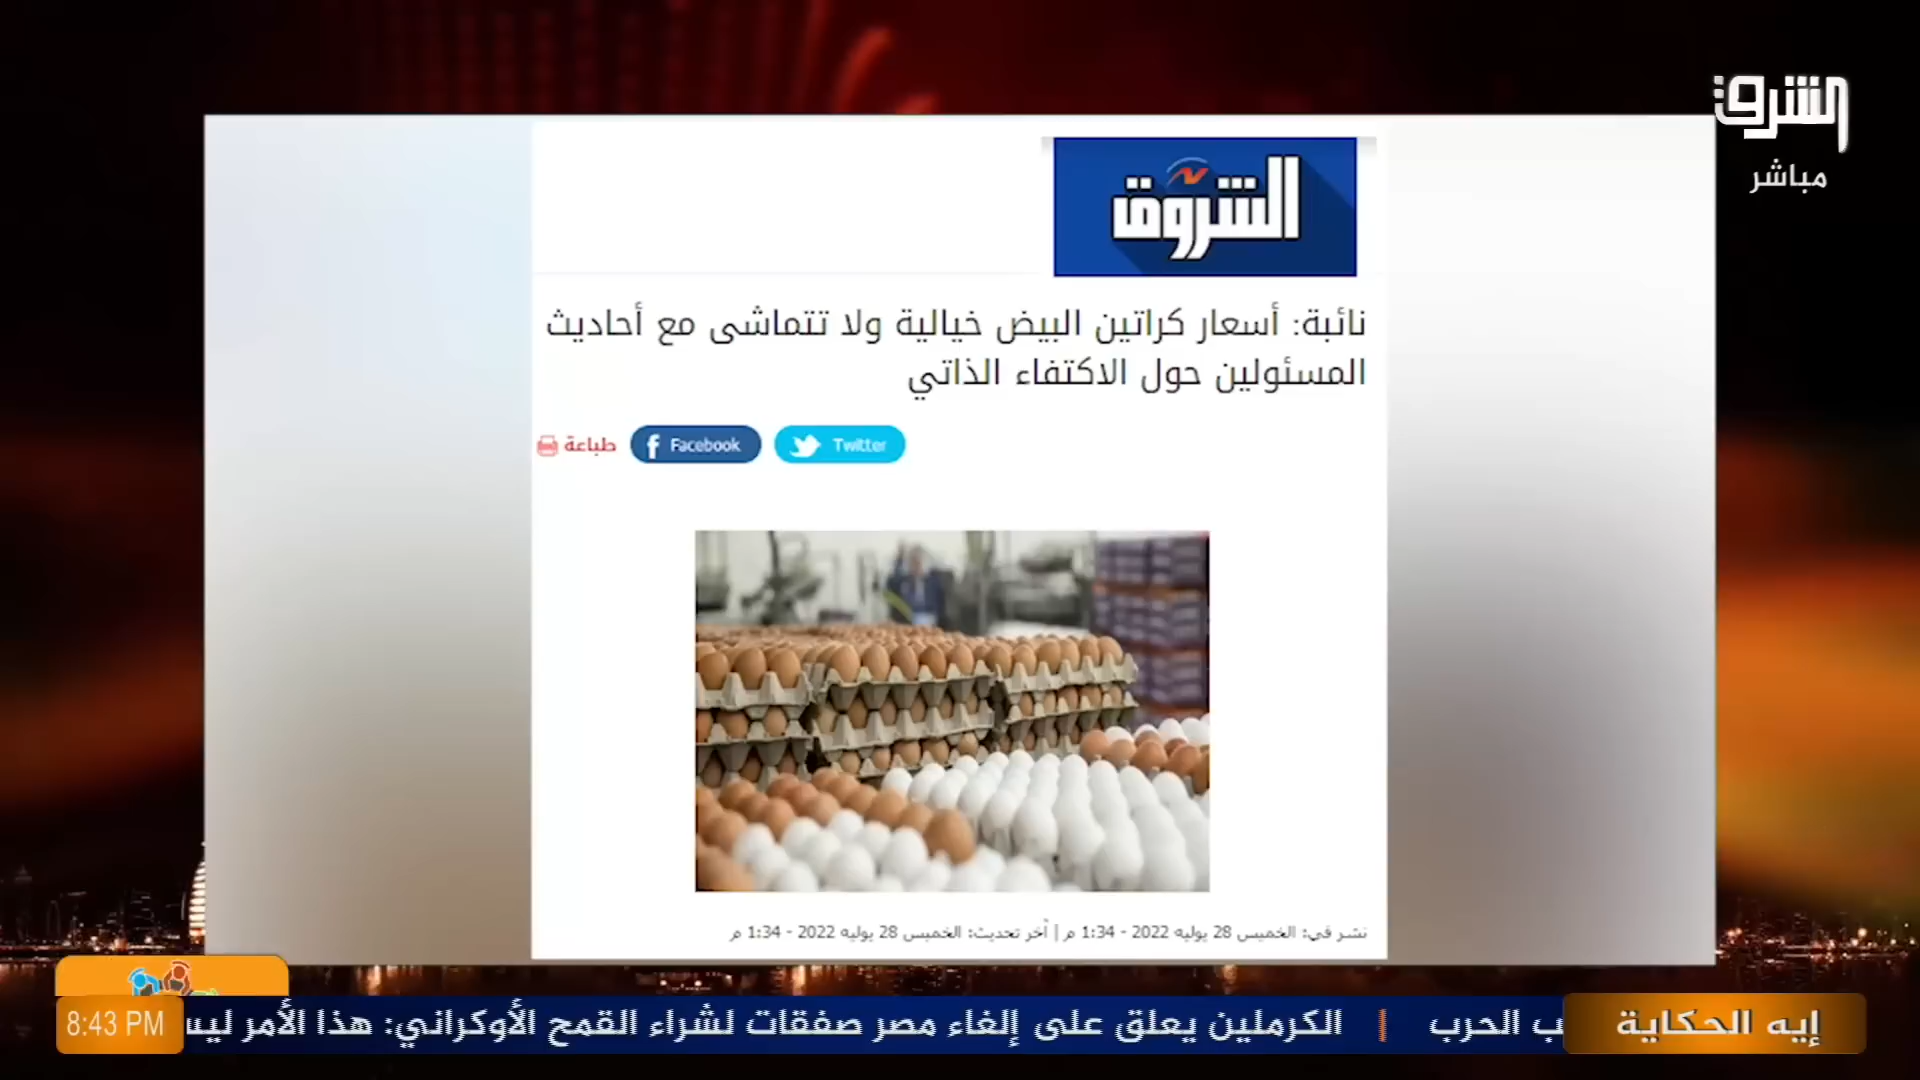 الشرق
مباشر
الشروق
نائبة: أسعار كراتين البيض خيالية ولا تتماشى مع أحاديث
المسئولين حول الاكتفاء الذاتي
طباعة Facebook Twitter
نشر في: الخميس 28 يوليه 2022 - 1:34 م | آخر تحديث: الخميس 28 يوليه 2022 - 1:34 م
إيه الحكاية
ب الحرب | الكرملين يعلق على إلغاء مصر صفقات لشراء القمح الأوكراني: هذا الأمر ليس
8:43 PM